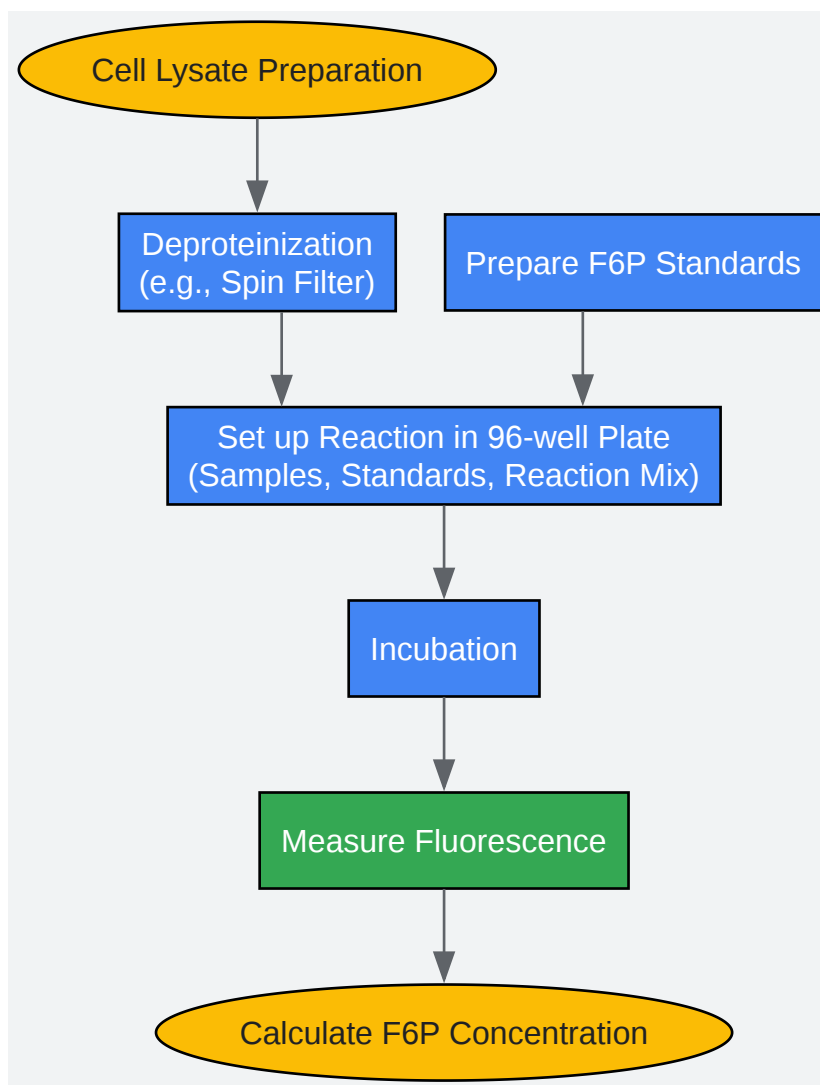 Cell Lysate Preparation
Deproteinization
(e.g., Spin Filter)
Prepare F6P Standards
Set up Reaction in 96-well Plate
(Samples, Standards, Reaction Mix)
Incubation
Measure Fluorescence
Calculate F6P Concentration